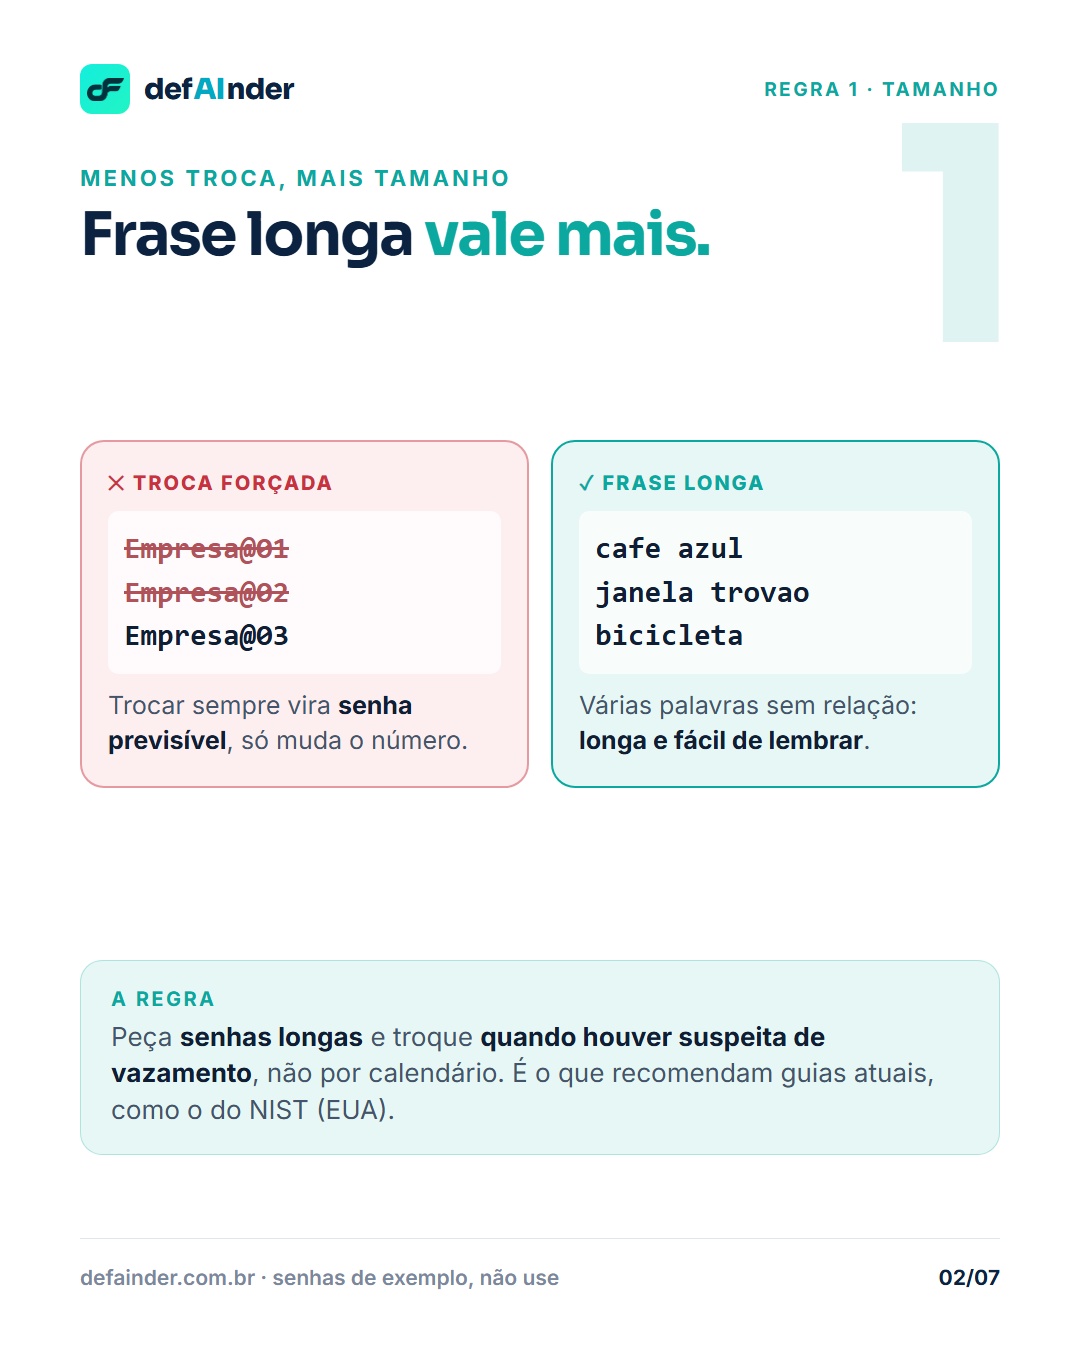 defAInder
REGRA 1 · TAMANHO
1
MENOS TROCA, MAIS TAMANHO
Frase longa vale mais.
✕ TROCA FORÇADA
Empresa@01
Empresa@02
Empresa@03
Trocar sempre vira senha
previsível, só muda o número.
✓ FRASE LONGA
cafe azul
janela trovao
bicicleta
Várias palavras sem relação:
longa e fácil de lembrar.
A REGRA
Peça senhas longas e troque quando houver suspeita de
vazamento, não por calendário. É o que recomendam guias atuais,
como o do NIST (EUA).
defainder.com.br · senhas de exemplo, não use
02/07